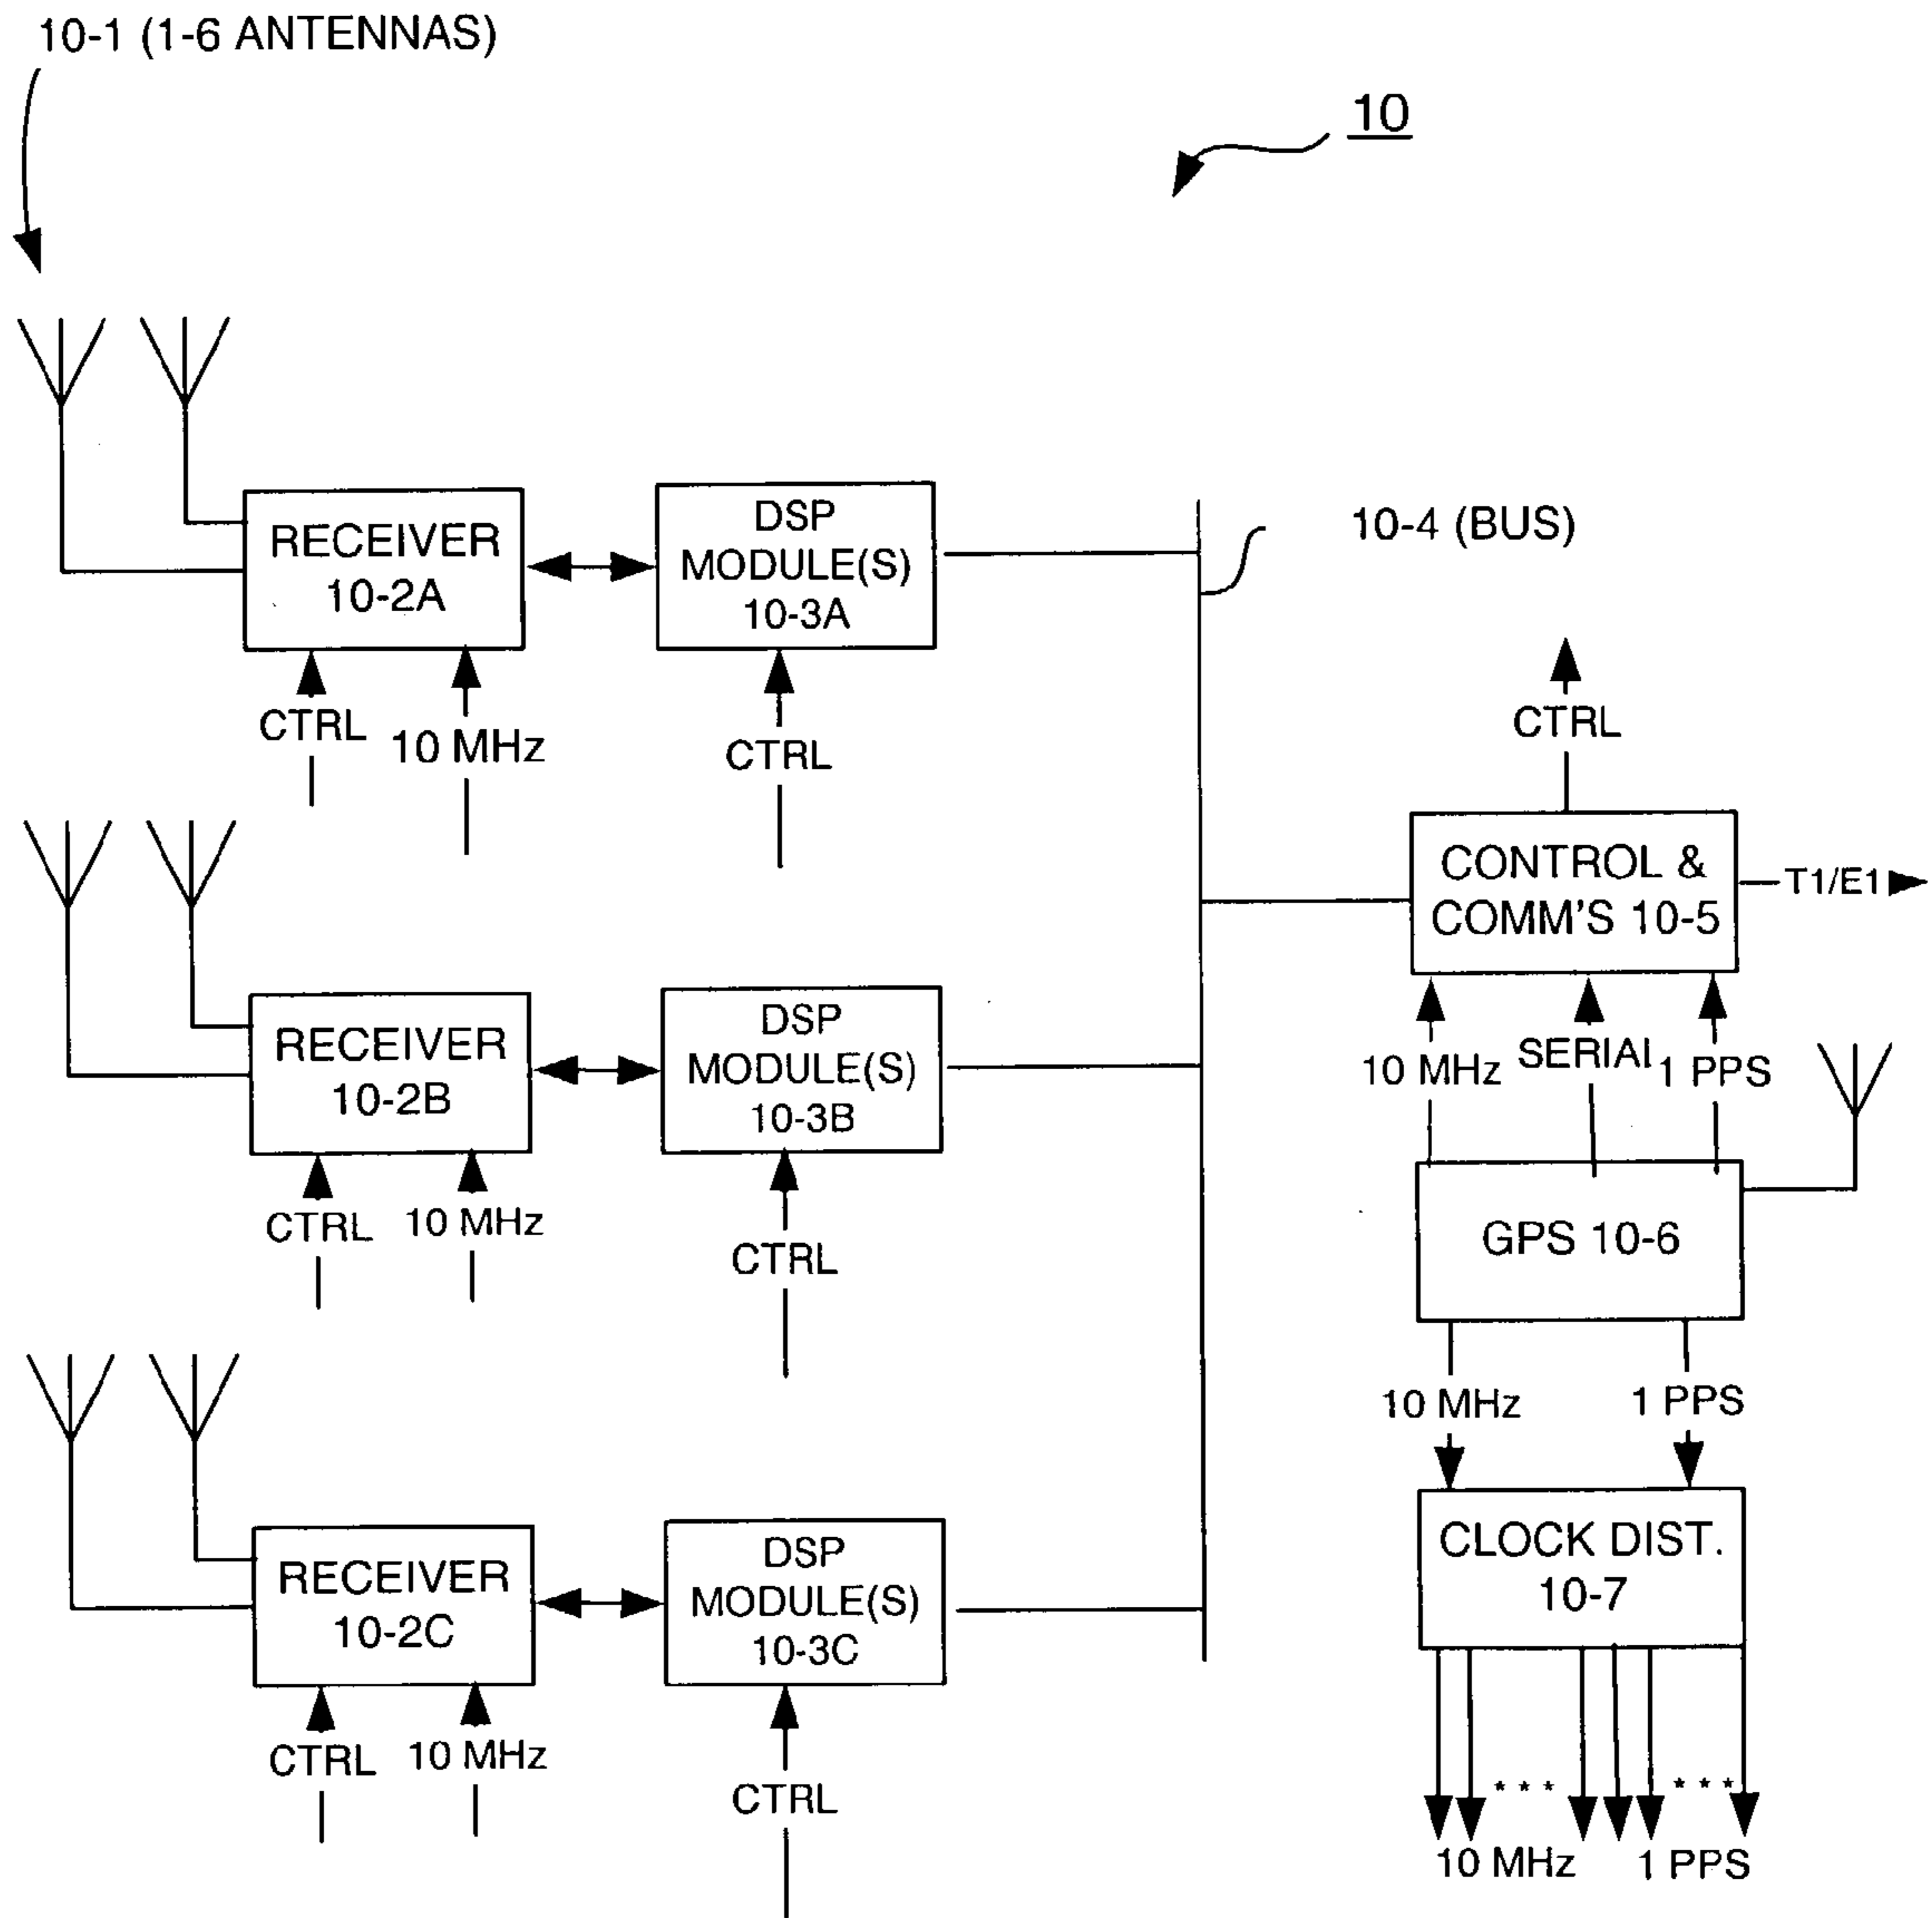 10-1 (1-6 ANTENNAS)
10
RECEIVER
10-2A
DSP
MODULE(S)
10-3A
10-4 (BUS)
CTRL
10 MHz
CTRL
CTRL
CONTROL &
COMM'S 10-5
T1/E1
RECEIVER
10-2B
DSP
MODULE(S)
10-3B
10 MHz
SERIAL
1 PPS
CTRL
10 MHz
CTRL
GPS 10-6
10 MHz
1 PPS
RECEIVER
10-2C
DSP
MODULE(S)
10-3C
CLOCK DIST.
10-7
CTRL
10 MHz
CTRL
* * *
* * *
10 MHz
1 PPS